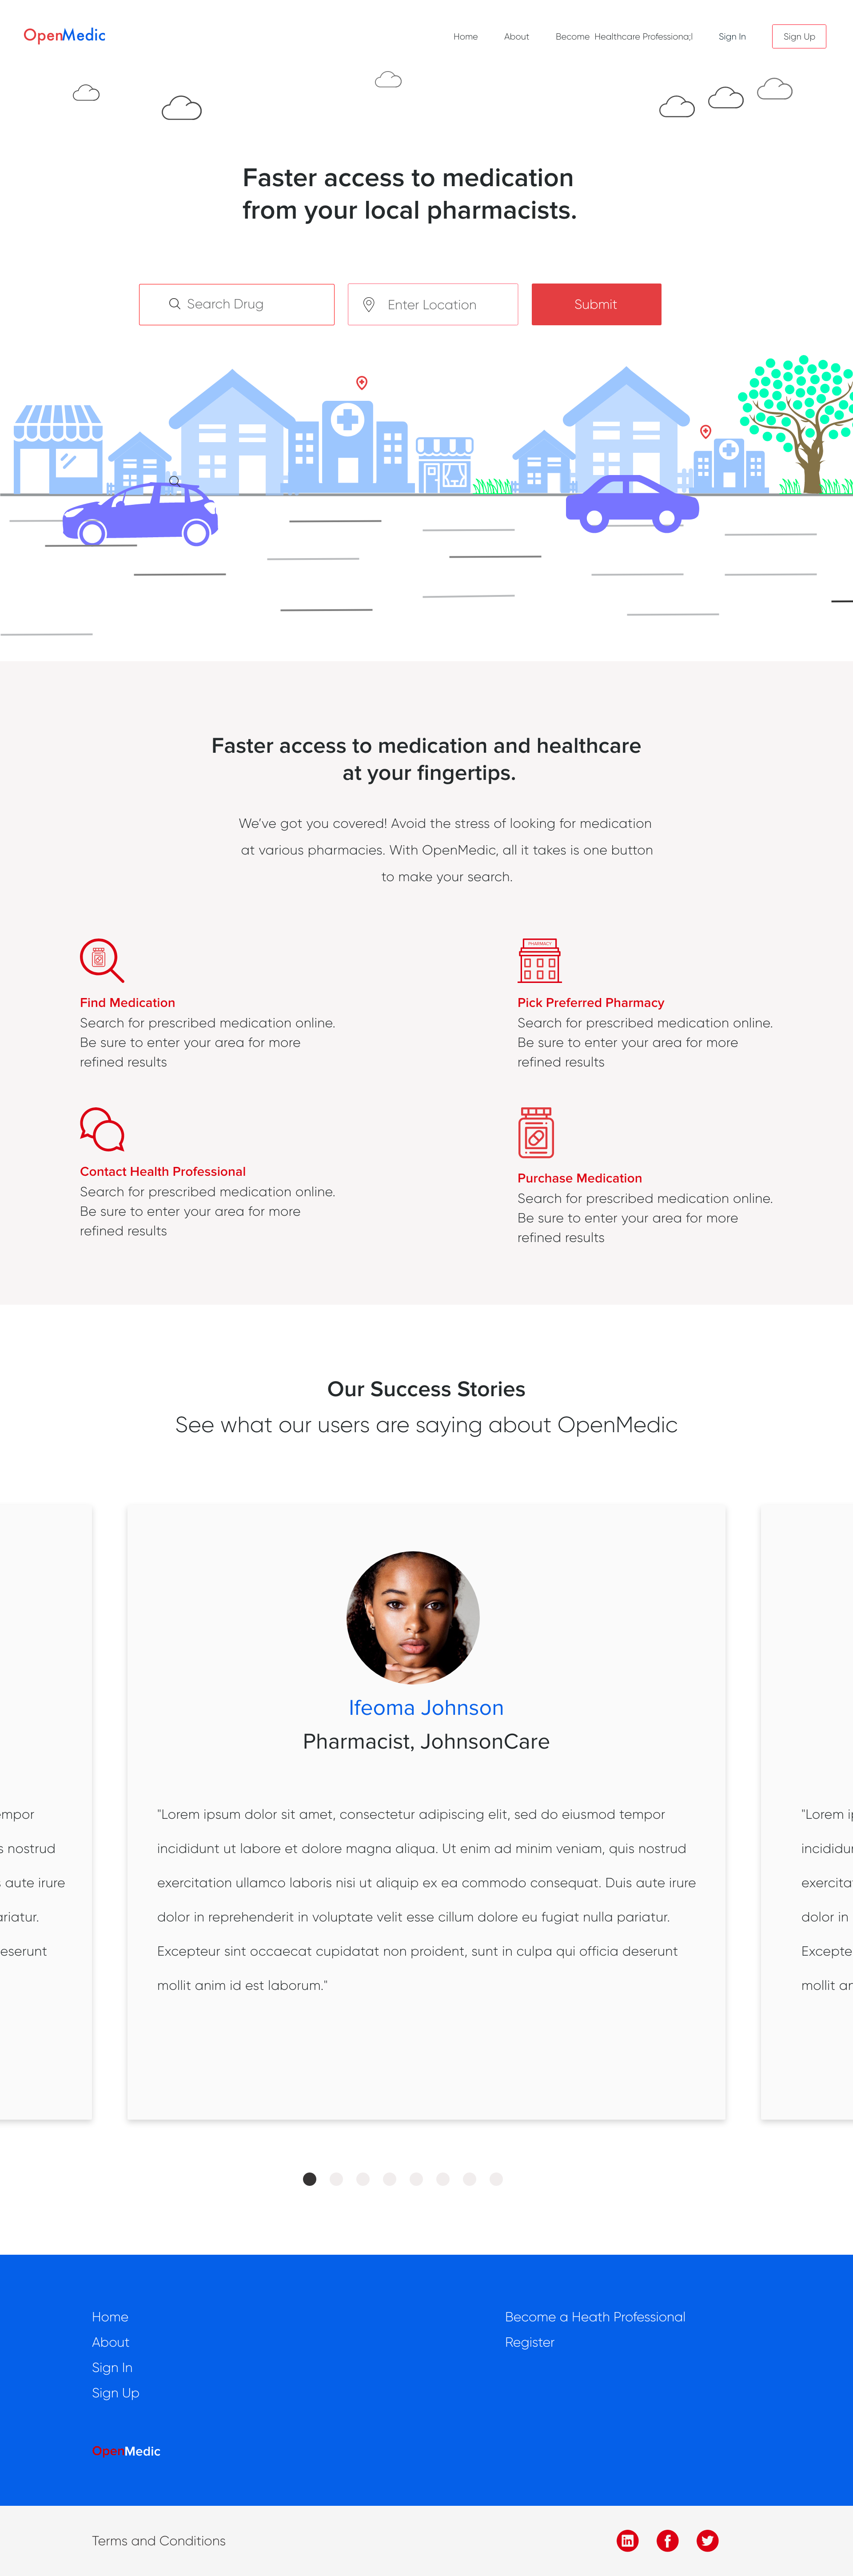 OpenMedic
Home About Become Healthcare Professiona;l Sign In Sign Up
Faster access to medication
from your local pharmacists.
Search Drug
Enter Location
Submit
Faster access to medication and healthcare
at your fingertips.
We've got you covered! Avoid the stress of looking for medication
at various pharmacies. With OpenMedic, all it takes is one button
to make your search.
Find Medication
Search for prescribed medication online.
Be sure to enter your area for more
refined results
PHARMACY
Pick Preferred Pharmacy
Search for prescribed medication online.
Be sure to enter your area for more
refined results
Contact Health Professional
Search for prescribed medication online.
Be sure to enter your area for more
refined results
Purchase Medication
Search for prescribed medication online.
Be sure to enter your area for more
refined results
Our Success Stories
See what our users are saying about OpenMedic
empor
s nostrud
aute irure
ariatur.
eserunt
Ifeoma Johnson
Pharmacist, JohnsonCare
"Lorem ipsum dolor sit amet, consectetur adipiscing elit, sed do eiusmod tempor
incididunt ut labore et dolore magna aliqua. Ut enim ad minim veniam, quis nostrud
exercitation ullamco laboris nisi ut aliquip ex ea commodo consequat. Duis aute irure
dolor in reprehenderit in voluptate velit esse cillum dolore eu fugiat nulla pariatur.
Excepteur sint occaecat cupidatat non proident, sunt in culpa qui officia deserunt
mollit anim id est laborum."
"Lorem ip
incididun
exercita
dolor in
Excepte
mollit an
Home
About
Sign In
Sign Up
Become a Heath Professional
Register
OpenMedic
Terms and Conditions